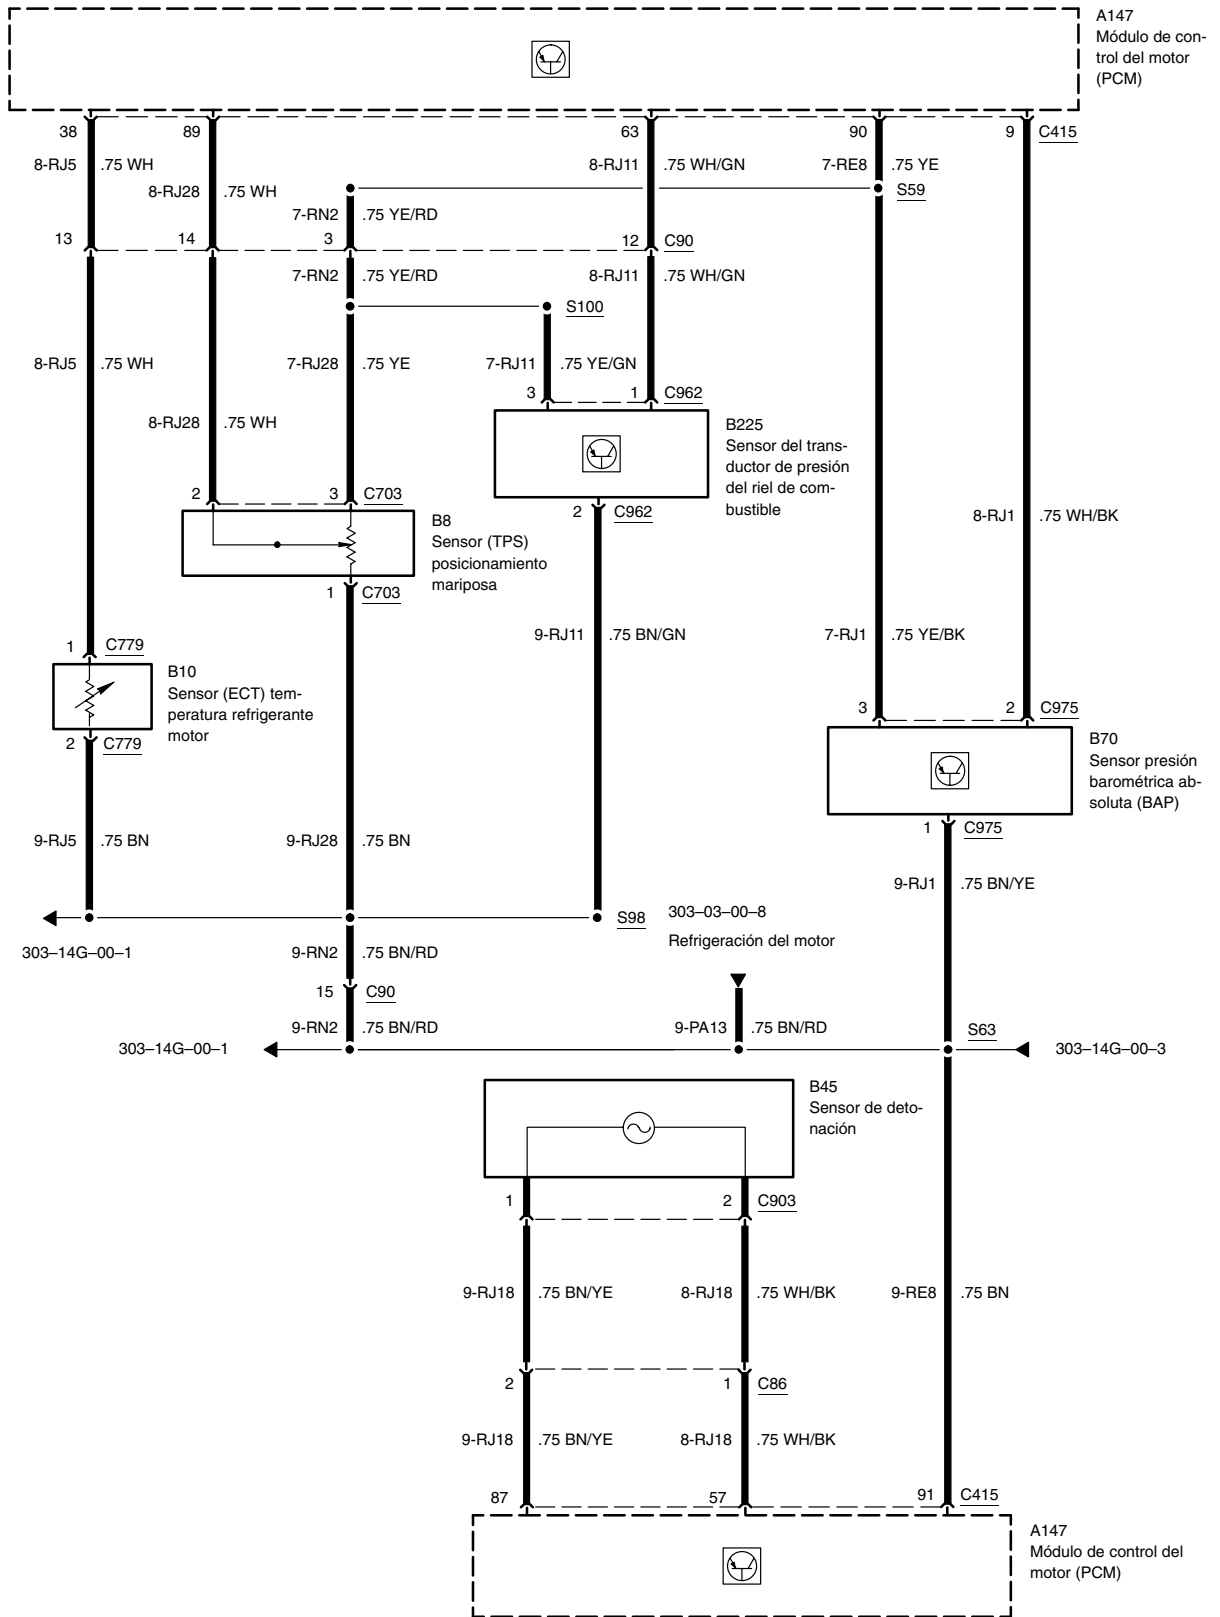 A147
Módulo de con-
trol del motor
(PCM)
38
89
63
90
9
C415
8-RJ5
.75 WH
8-RJ28
.75 WH
8-RJ11
.75 WH/GN
7-RE8
.75 YE
S59
7-RN2
.75 YE/RD
13
14
3
12
C90
7-RN2
.75 YE/RD
8-RJ11
.75 WH/GN
S100
8-RJ5
.75 WH
7-RJ28
.75 YE
7-RJ11
.75 YE/GN
3
1
C962
8-RJ28
.75 WH
B225
Sensor del trans-
ductor de presión
del riel de com-
bustible
2
3
C703
2
C962
8-RJ1
.75 WH/BK
B8
Sensor (TPS)
posicionamiento
mariposa
1
C703
9-RJ11
.75 BN/GN
7-RJ1
.75 YE/BK
1
C779
B10
Sensor (ECT) tem-
peratura refrigerante
motor
2
C779
3
2
C975
B70
Sensor presión
barométrica ab-
soluta (BAP)
1
C975
9-RJ5
.75 BN
9-RJ28
.75 BN
9-RJ1
.75 BN/YE
S98
303–03–00–8
Refrigeración del motor
303–14G–00–1
9-RN2
.75 BN/RD
15
C90
9-RN2
.75 BN/RD
9-PA13
.75 BN/RD
S63
303–14G–00–1
303–14G–00–3
B45
Sensor de deto-
nación
1
2
C903
9-RJ18
.75 BN/YE
8-RJ18
.75 WH/BK
9-RE8
.75 BN
2
1
C86
9-RJ18
.75 BN/YE
8-RJ18
.75 WH/BK
87
57
91
C415
A147
Módulo de control del
motor (PCM)